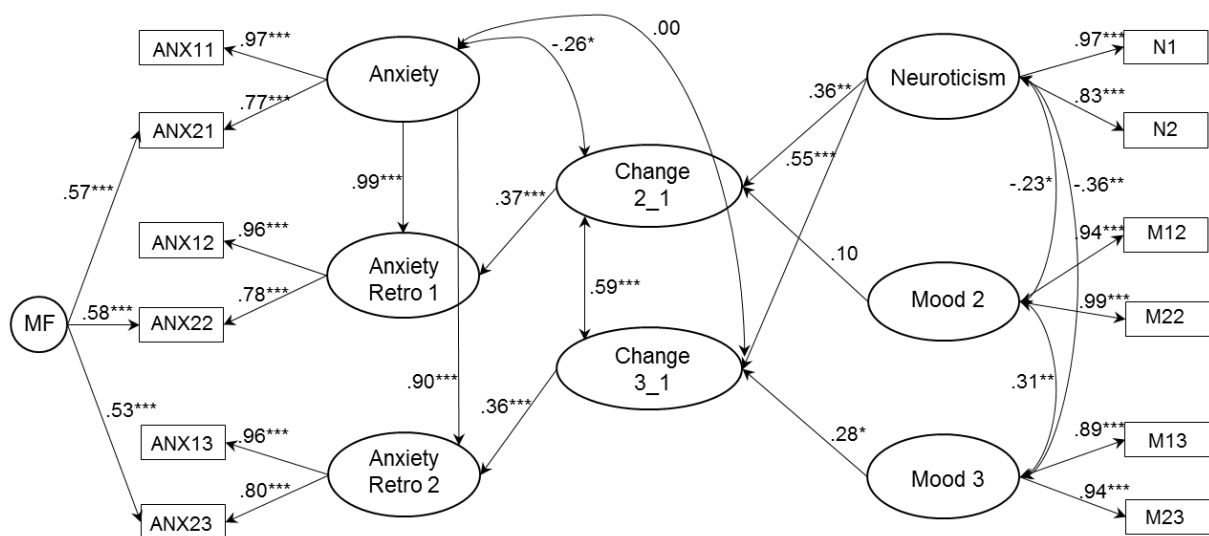 .97***
ANX11
Anxiety
-.26*
.00
Neuroticism
.97***
N1
.77***
ANX21
.36**
.83***
N2
.57***
.99***
Change
2_1
.55***
-.23*
-.36**
.37***
ANX12
.96***
Anxiety
Retro 1
.94***
M12
.10
MF
.58***
ANX22
.78***
.59***
Mood 2
.99***
M22
Change
3_1
.90***
.31**
.53***
.36***
ANX13
.96***
Anxiety
Retro 2
.28*
.89***
M13
Mood 3
.80***
ANX23
.94***
M23